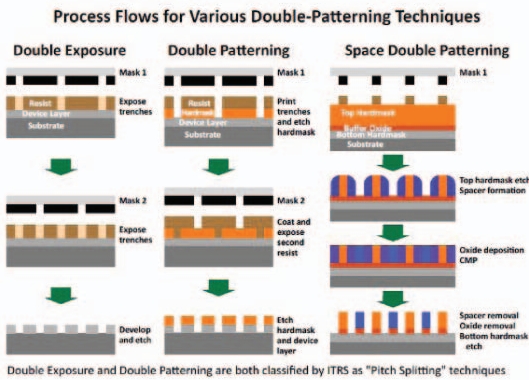 Process Flows for Various Double-Patterning Techniques
Double Exposure
Mask 1
Resist
Device Layer
Substrate
Expose
trenches
Mask 2
Expose
trenches
Develop
and etch
Double Patterning
Mask 1
Resist
Hardmask
Device Layer
Substrate
Print
trenches
and etch
hardmask
Mask 2
Coat and
expose
second
resist
Etch
hardmask
and device
layer
Space Double Patterning
Mask 1
Top Hardmask
Buffer Oxide
Bottom Hardmask
Substrate
Top hardmask etch
Spacer formation
Oxide deposition
CMP
Spacer removal
Oxide removal
Bottom hardmask
etch
Double Exposure and Double Patterning are both classified by ITRS as "Pitch Splitting" techniques